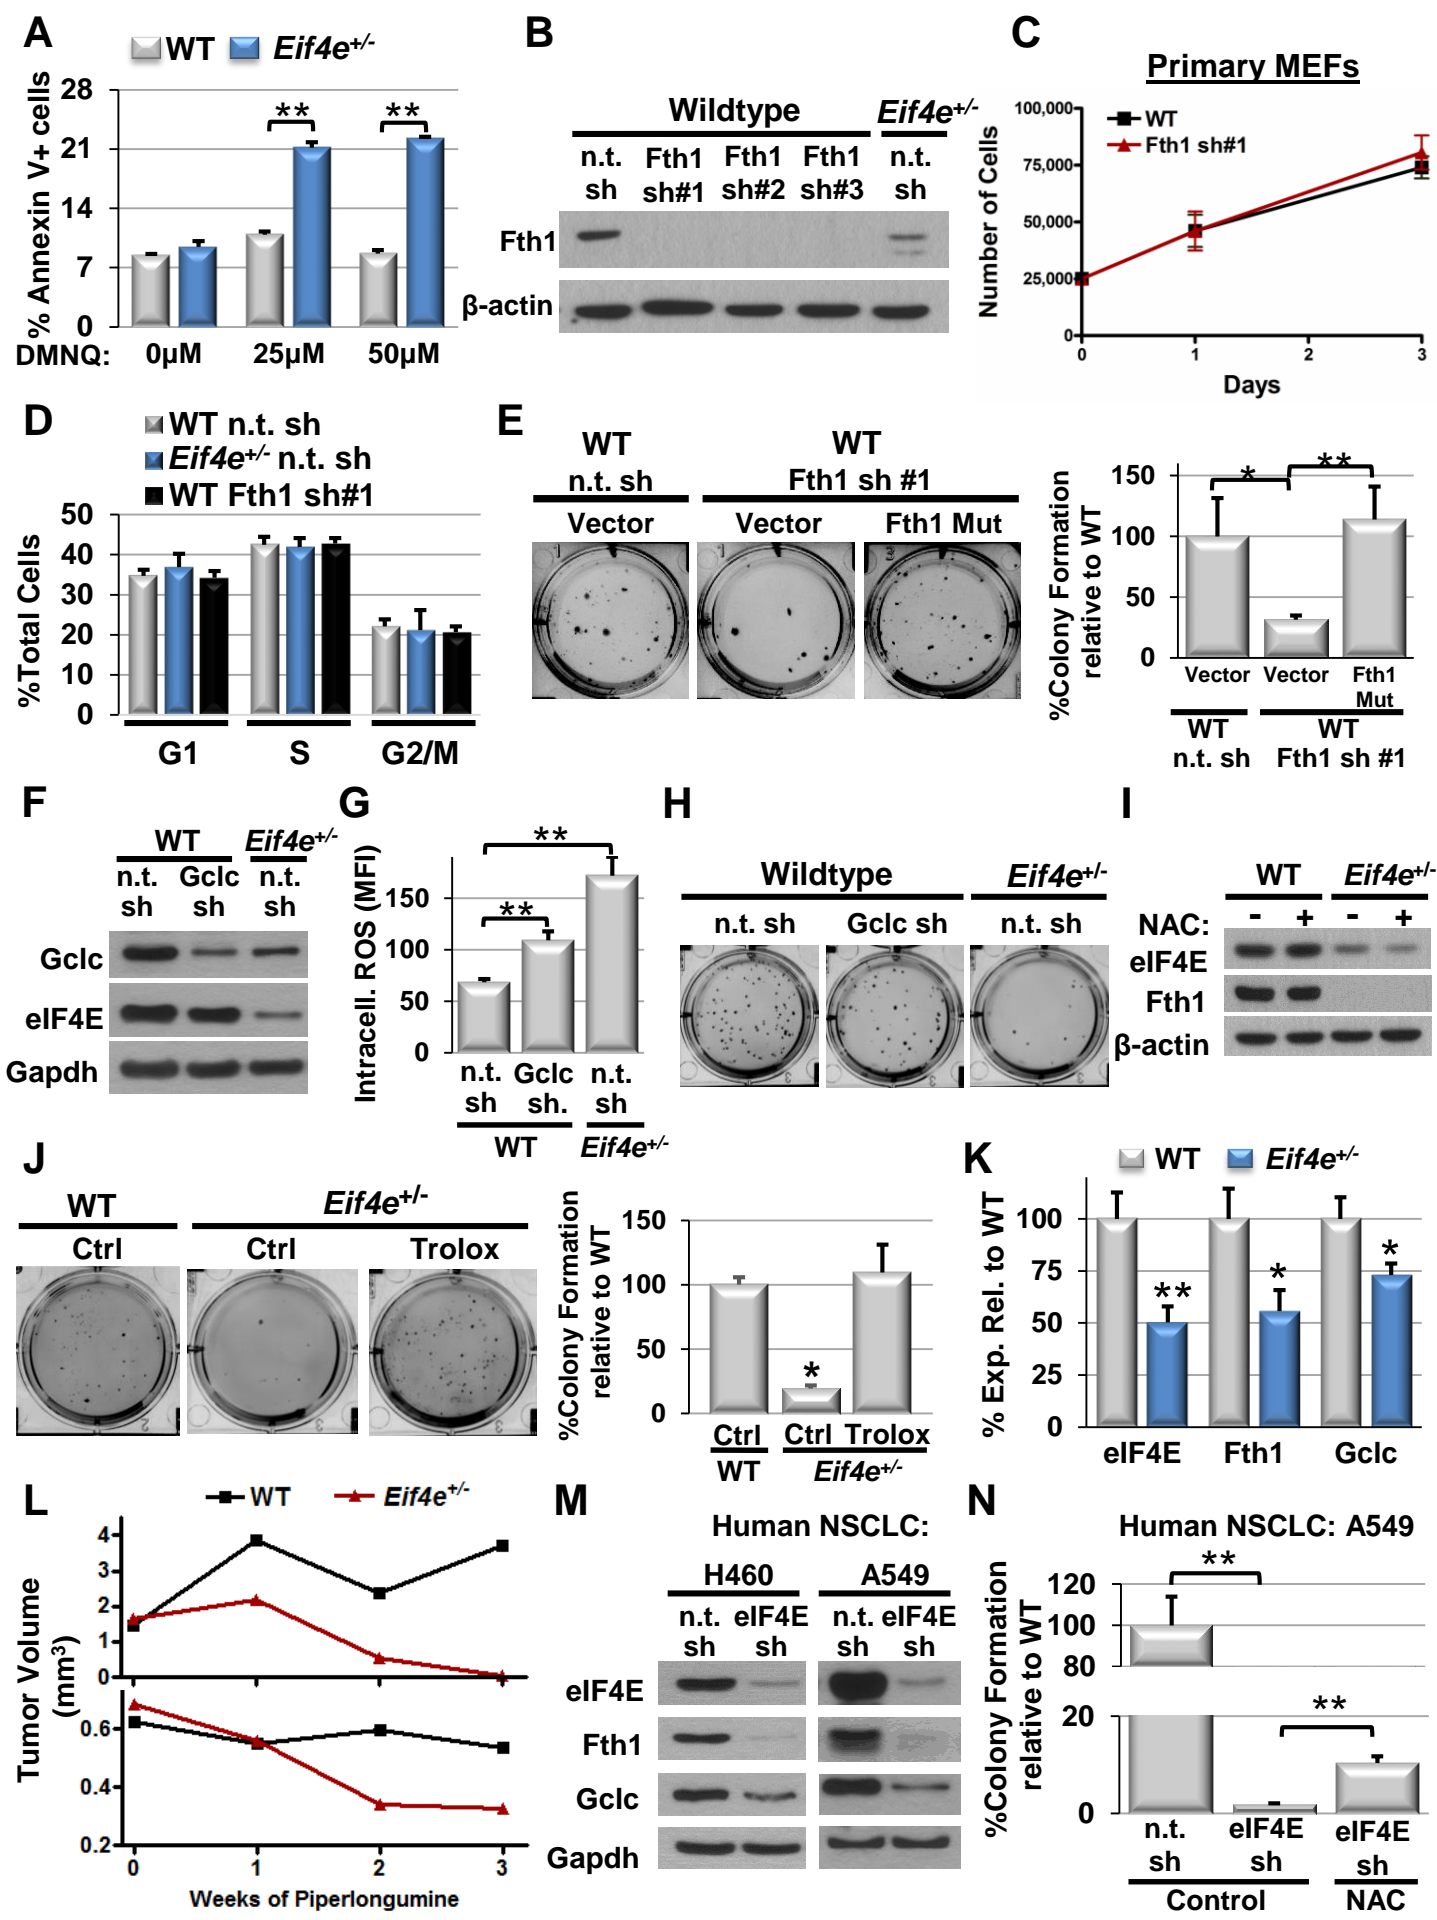 A
WT Eif4e+/-
% Annexin V+ cells
28
21
14
7
0
** **
DMNQ: 0µM 25µM 50µM
B
Wildtype Eif4e+/-
n.t. sh Fth1 sh#1 Fth1 sh#2 Fth1 sh#3 n.t. sh
Fth1
β-actin
C
Primary MEFs
WT
Fth1 sh#1
Number of Cells
100,000
75,000
50,000
25,000
0
0 1 2 3
Days
D
WT n.t. sh
Eif4e+/- n.t. sh
WT Fth1 sh#1
%Total Cells
50
40
30
20
10
0
G1 S G2/M
E
WT WT
n.t. sh Fth1 sh #1
Vector Vector Fth1 Mut
1 1 3
%Colony Formation
relative to WT
150
100
50
0
* **
Vector Vector Fth1
Mut
WT WT
n.t. sh Fth1 sh #1
F
WT Eif4e+/-
n.t. Gclc n.t.
sh sh sh
Gclc
eIF4E
Gapdh
G
Intracell. ROS (MFI)
150
100
50
0
**
**
n.t. Gclc n.t.
sh sh. sh
WT Eif4e+/-
H
Wildtype Eif4e+/-
n.t. sh Gclc sh n.t. sh
3 3
I
WT Eif4e+/-
NAC: - + - +
eIF4E
Fth1
β-actin
J
WT Eif4e+/-
Ctrl Ctrl Trolox
2 3 3
%Colony Formation
relative to WT
150
100
50
0
*
Ctrl Ctrl Trolox
WT Eif4e+/-
K
WT Eif4e+/-
% Exp. Rel. to WT
100
75
50
25
0
** * *
eIF4E Fth1 Gclc
L
WT Eif4e+/-
Tumor Volume
(mm3)
4
3
2
1
0
0.6
0.4
0.2
0 1 2 3
Weeks of Piperlongumine
M
Human NSCLC:
H460 A549
n.t. eIF4E n.t. eIF4E
sh sh sh sh
eIF4E
Fth1
Gclc
Gapdh
N
Human NSCLC: A549
%Colony Formation
relative to WT
120
100
80
20
0
**
**
n.t. eIF4E eIF4E
sh sh sh
Control NAC